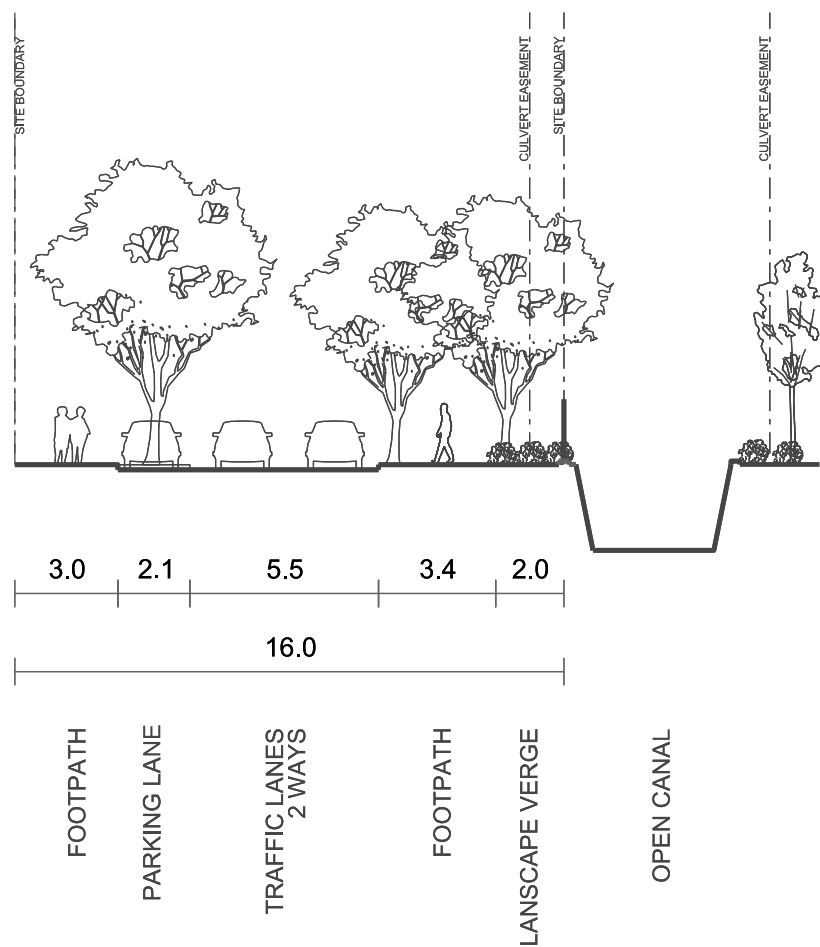 SITE BOUNDARY
CULVERT EASEMENT
SITE BOUNDARY
CULVERT EASEMENT
3.0
2.1
5.5
3.4
2.0
16.0
FOOTPATH
PARKING LANE
TRAFFIC LANES
2 WAYS
FOOTPATH
LANSCAPE VERGE
OPEN CANAL